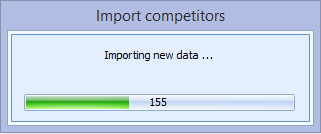 Import competitors
Importing new data ...
155